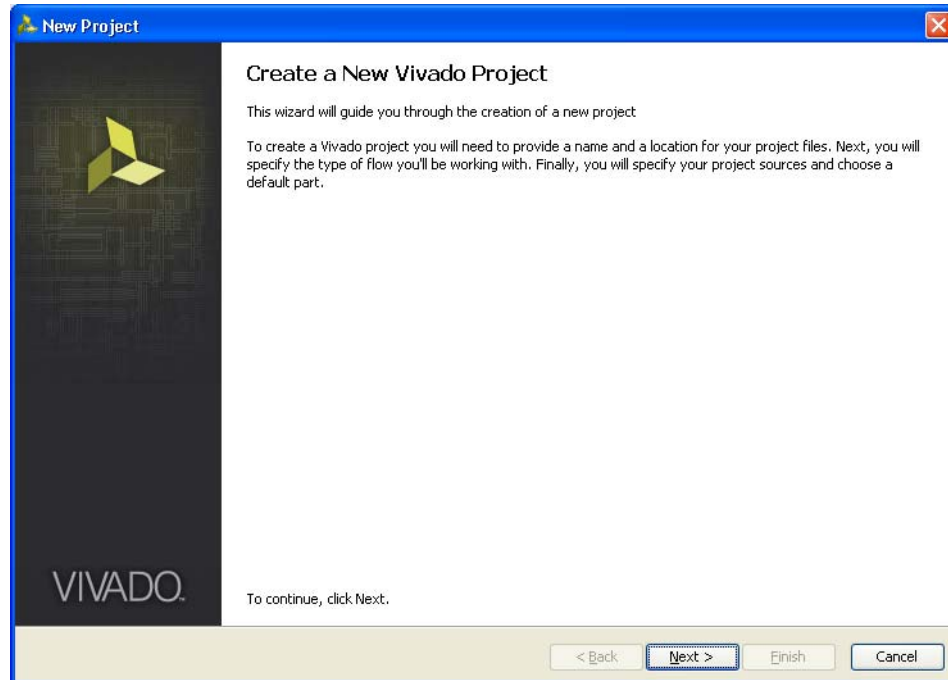 New Project
Create a New Vivado Project
This wizard will guide you through the creation of a new project
To create a Vivado project you will need to provide a name and a location for your project files. Next, you will
specify the type of flow you'll be working with. Finally, you will specify your project sources and choose a
default part.
VIVADO™
To continue, click Next.
< Back
Next >
Finish
Cancel